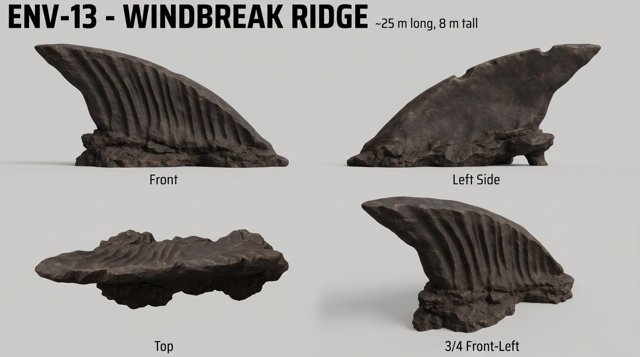 ENV-13 - WINDBREAK RIDGE ~25 m long, 8 m tall
Front
Left Side
Top
3/4 Front-Left